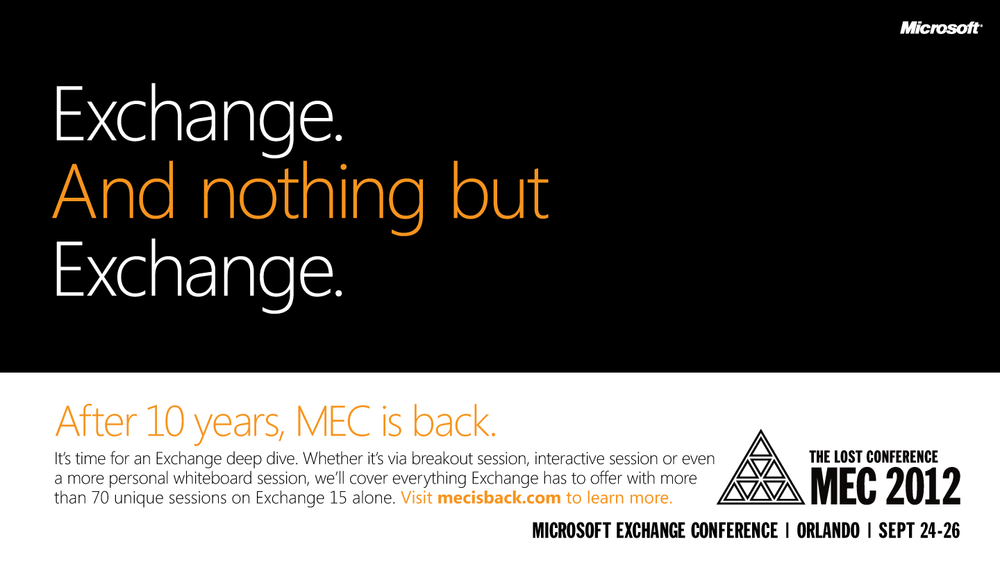 Microsoft®
Exchange.
And nothing but
Exchange.
After 10 years, MEC is back.
It's time for an Exchange deep dive. Whether it's via breakout session, interactive session or even
a more personal whiteboard session, we'll cover everything Exchange has to offer with more
than 70 unique sessions on Exchange 15 alone. Visit mecisback.com to learn more.
THE LOST CONFERENCE
MEC 2012
MICROSOFT EXCHANGE CONFERENCE | ORLANDO | SEPT 24-26